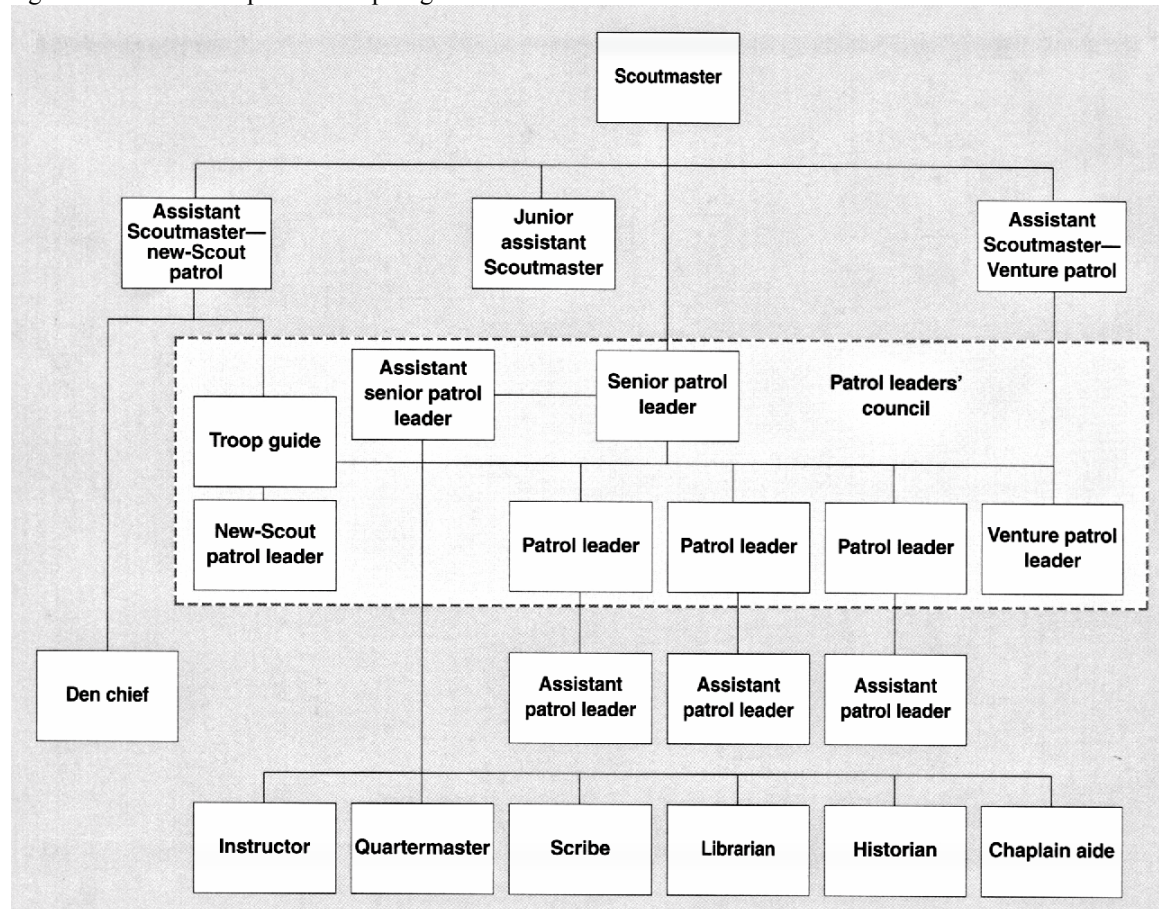 Scoutmaster
Assistant
Scoutmaster—
new-Scout
patrol
Junior
assistant
Scoutmaster
Assistant
Scoutmaster—
Venture patrol
Assistant
senior patrol
leader
Senior patrol
leader
Patrol leaders'
council
Troop guide
New-Scout
patrol leader
Patrol leader
Patrol leader
Patrol leader
Venture patrol
leader
Den chief
Assistant
patrol leader
Assistant
patrol leader
Assistant
patrol leader
Instructor
Quartermaster
Scribe
Librarian
Historian
Chaplain aide